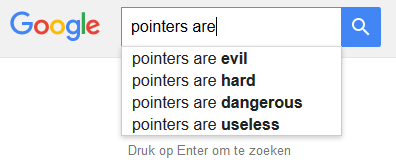 Google pointers are
pointers are evil
pointers are hard
pointers are dangerous
pointers are useless
Druk op Enter om te zoeken